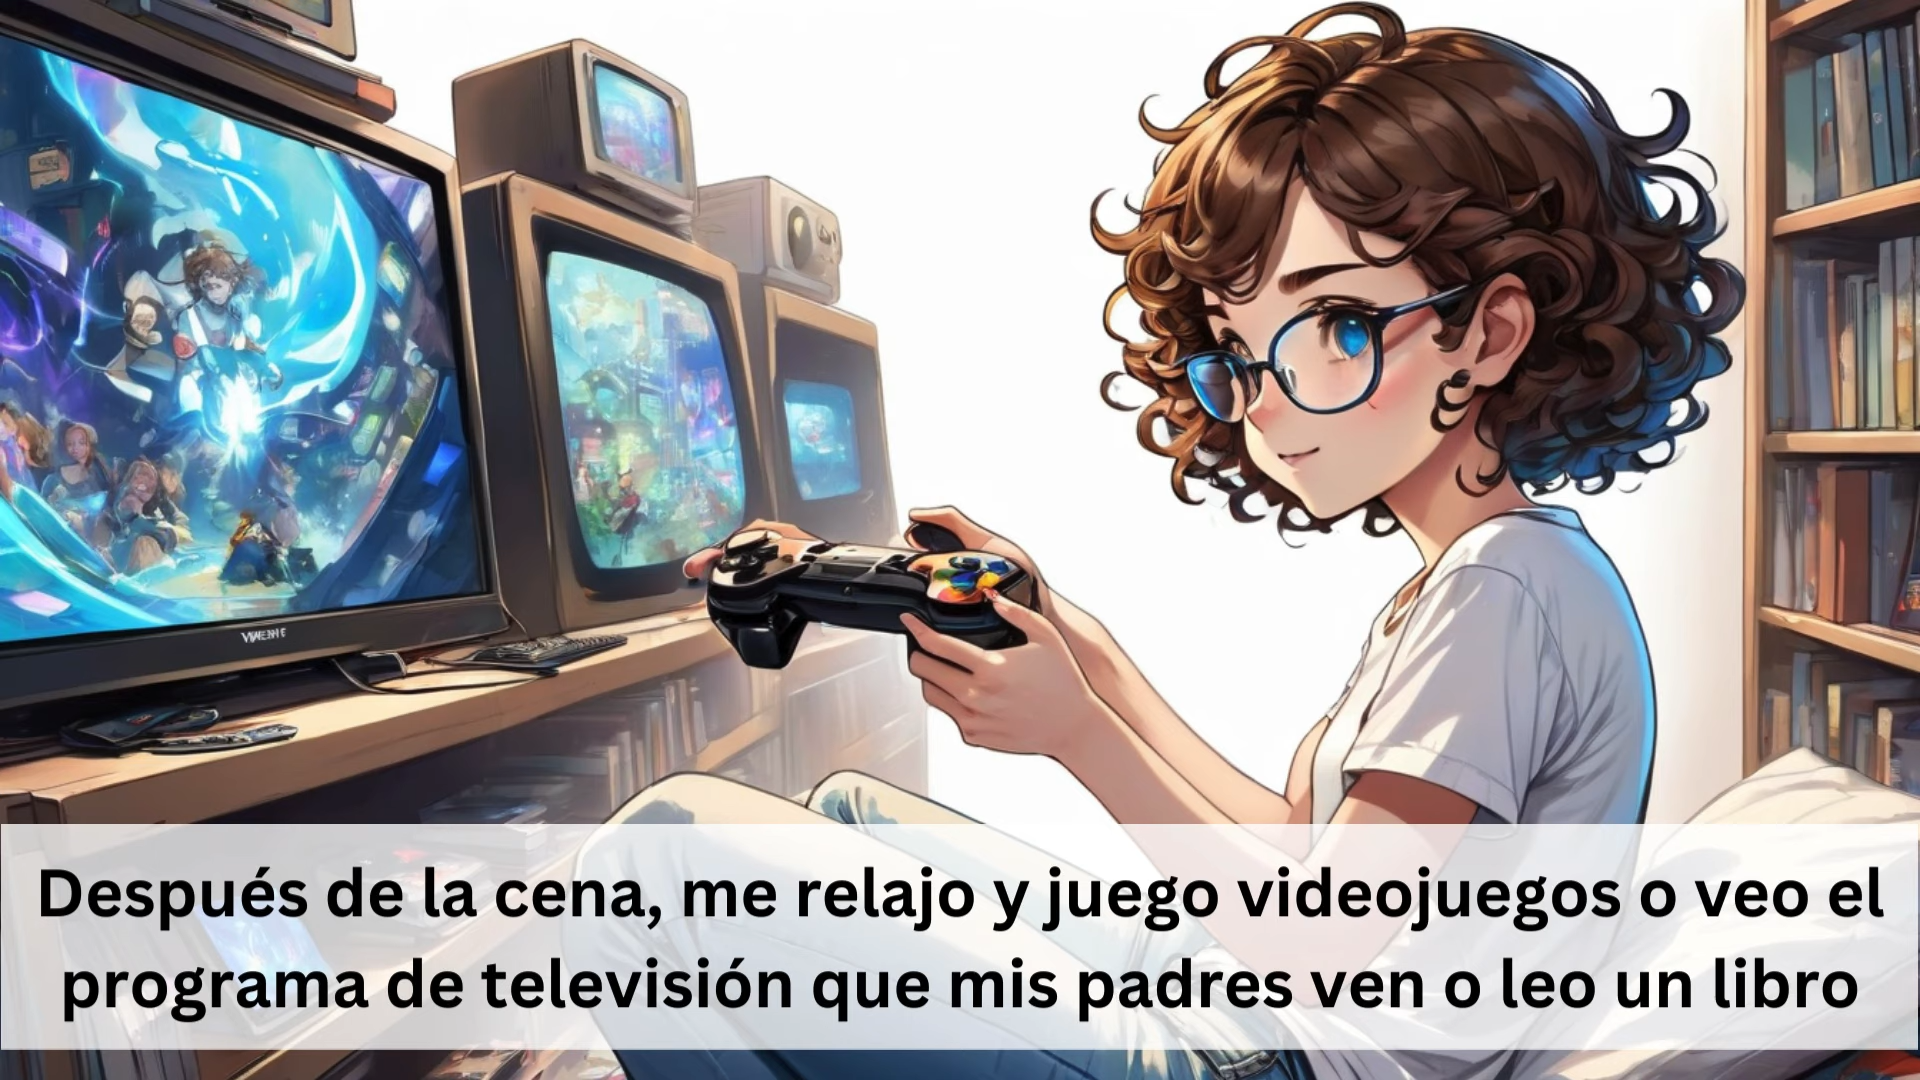 Después de la cena, me relajo y juego videojuegos o veo el
programa de televisión que mis padres ven o leo un libro